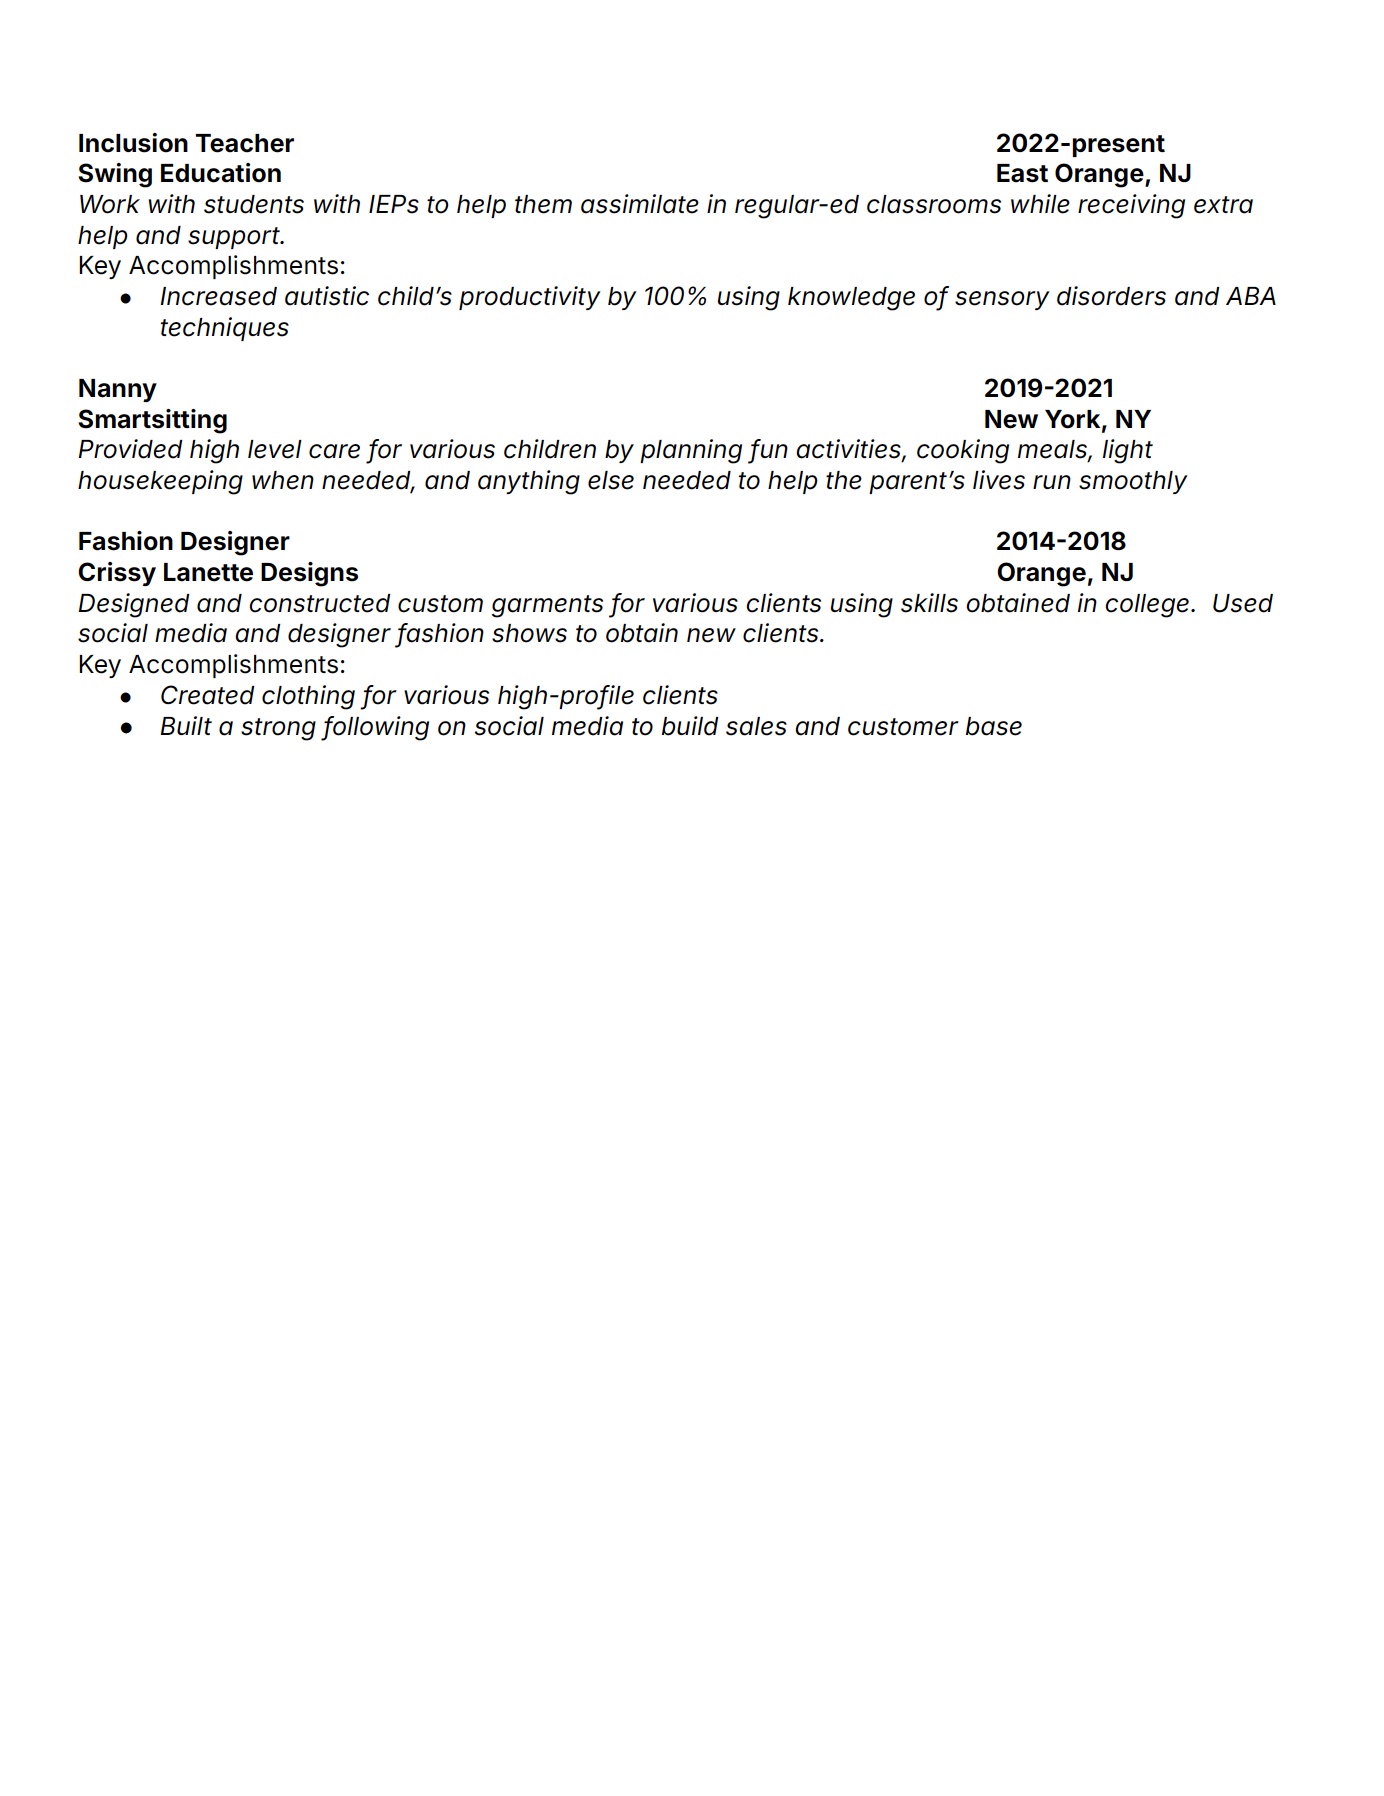 Inclusion Teacher 2022-present
Swing Education East Orange, NJ
Work with students with IEPs to help them assimilate in regular-ed classrooms while receiving extra
help and support.
Key Accomplishments:
● Increased autistic child’s productivity by 100% using knowledge of sensory disorders and ABA
techniques
Nanny 2019-2021
Smartsitting New York, NY
Provided high level care for various children by planning fun activities, cooking meals, light
housekeeping when needed, and anything else needed to help the parent’s lives run smoothly
Fashion Designer 2014-2018
Crissy Lanette Designs Orange, NJ
Designed and constructed custom garments for various clients using skills obtained in college.  Used
social media and designer fashion shows to obtain new clients.
Key Accomplishments:
● Created clothing for various high-profile clients
● Built a strong following on social media to build sales and customer base